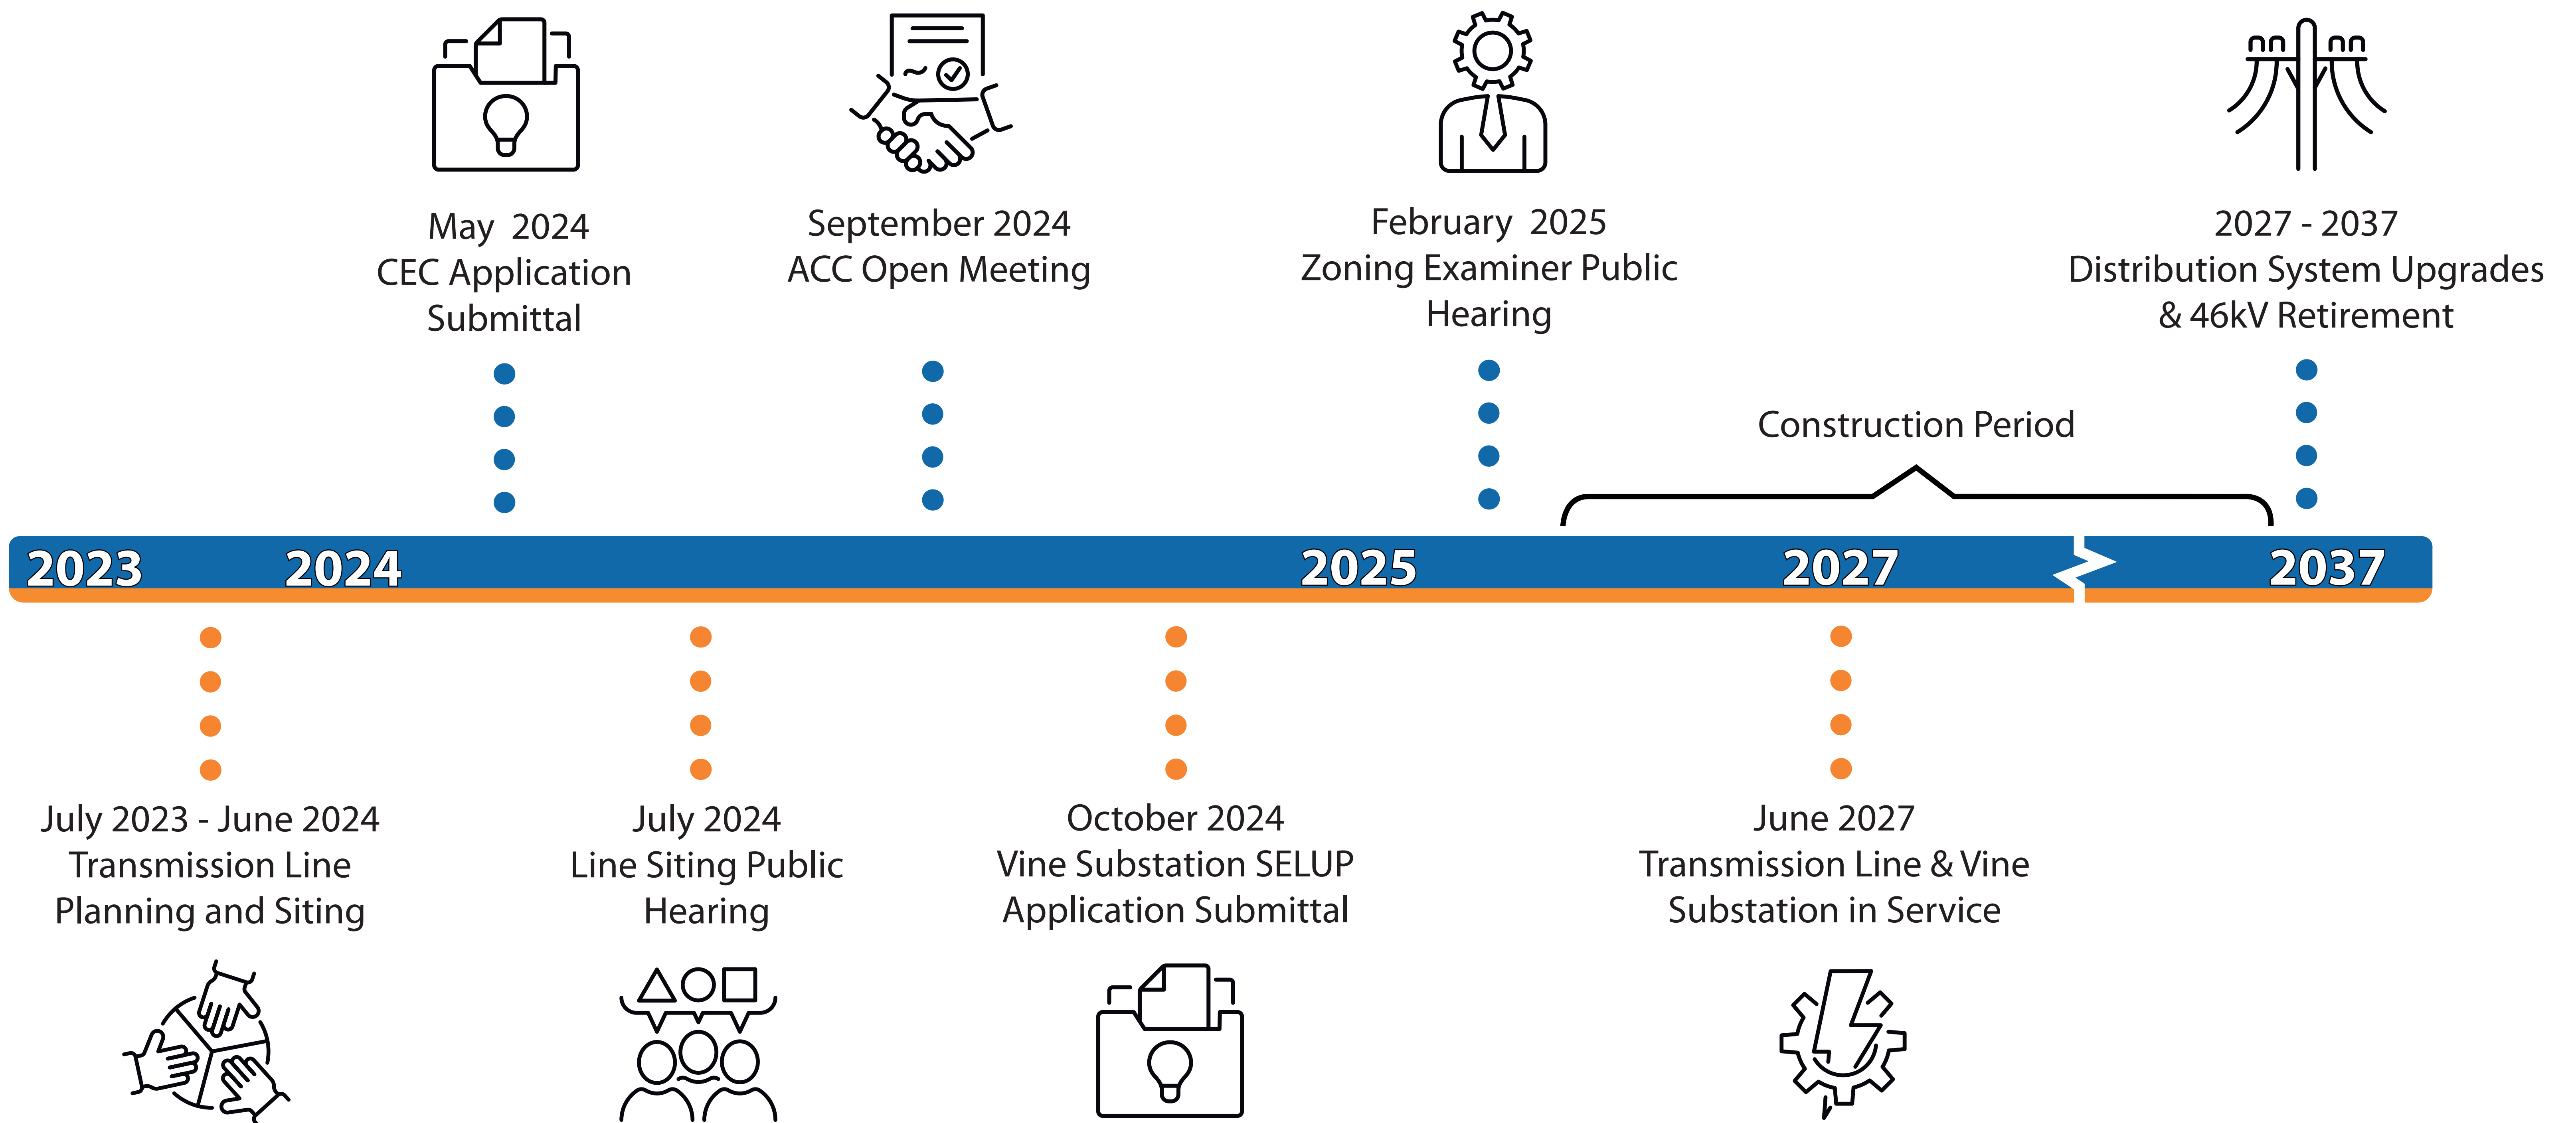 May 2024
CEC Application
Submittal
September 2024
ACC Open Meeting
February 2025
Zoning Examiner Public
Hearing
2027 - 2037
Distribution System Upgrades
& 46kV Retirement
Construction Period
2023
2024
2025
2027
2037
July 2023 - June 2024
Transmission Line
Planning and Siting
July 2024
Line Siting Public
Hearing
October 2024
Vine Substation SELUP
Application Submittal
June 2027
Transmission Line & Vine
Substation in Service